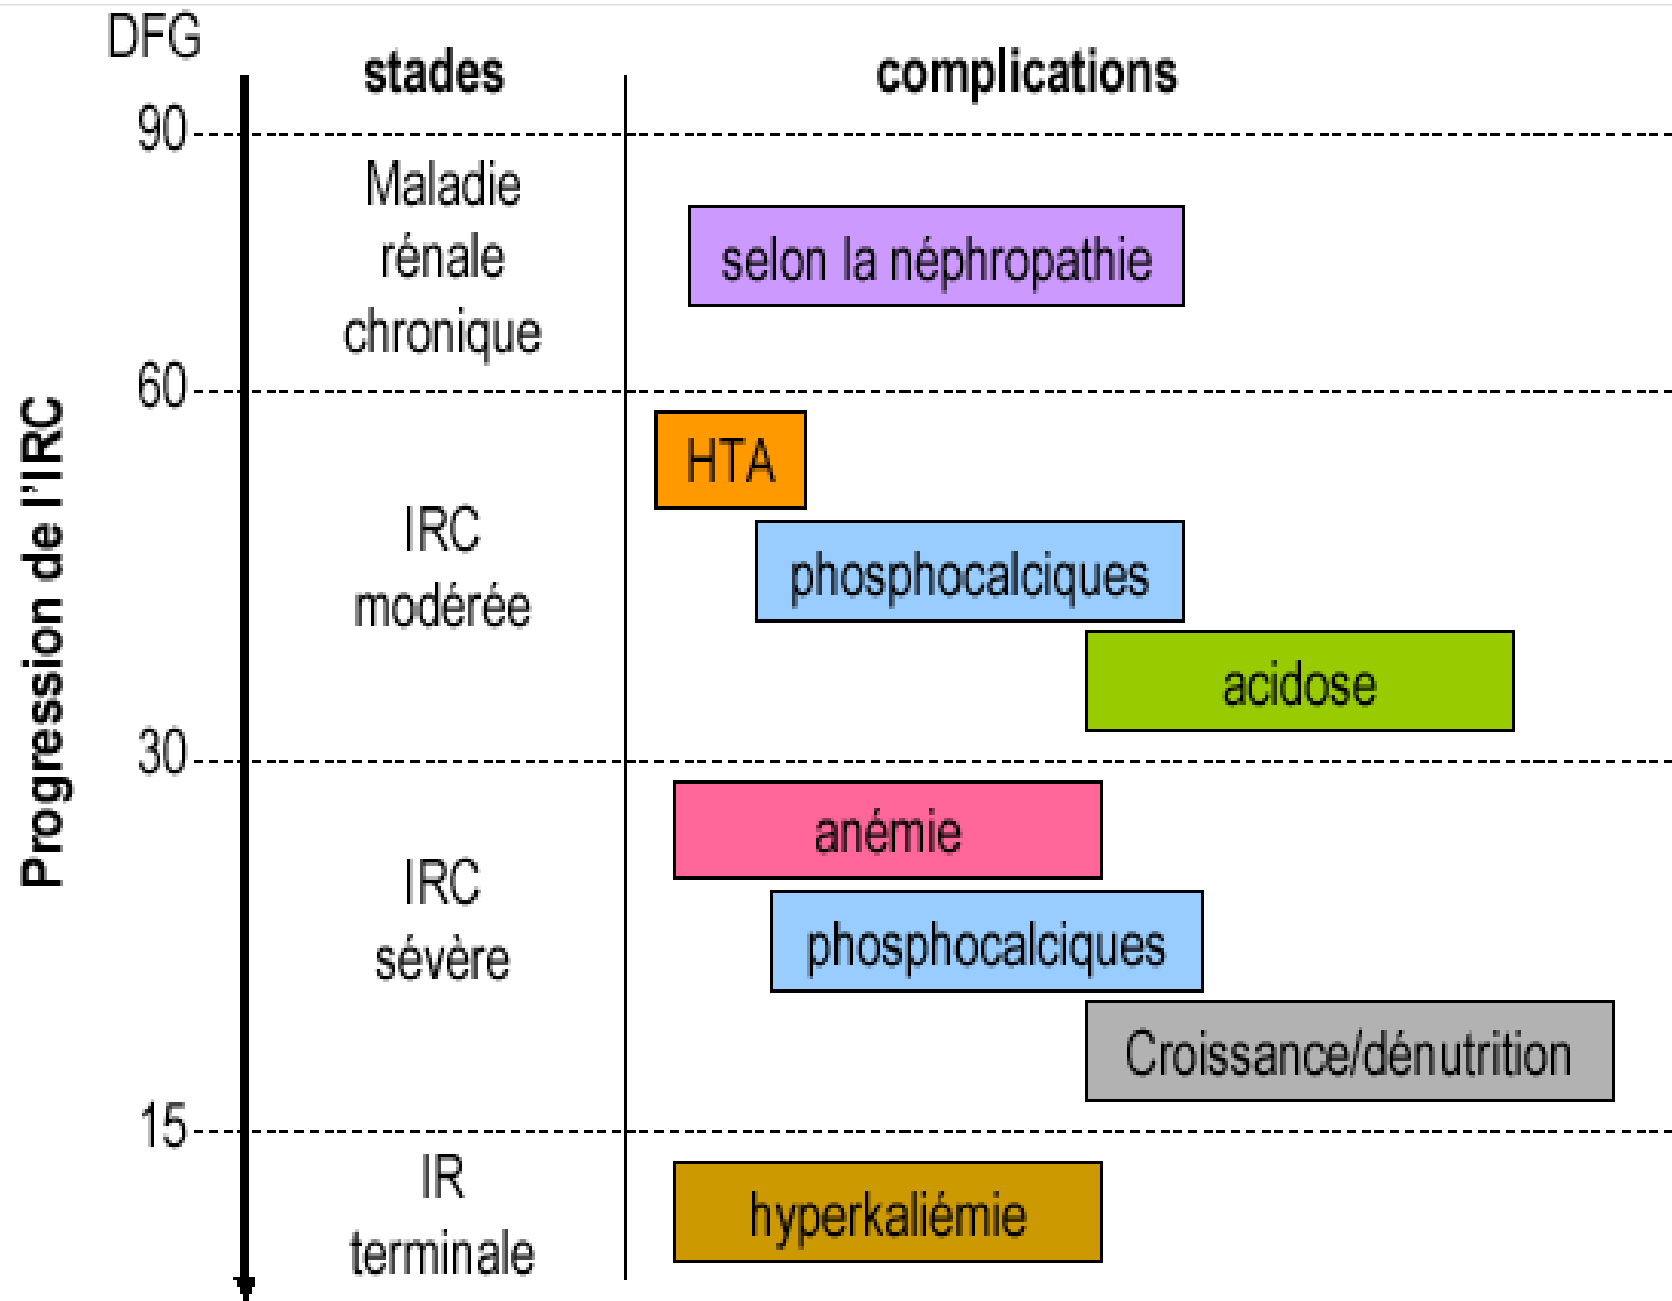 DFG
stades
complications
90
Maladie
rénale
chronique
selon la néphropathie
60
Progression de l'IRC
HTA
IRC
modérée
phosphocalciques
acidose
30
anémie
IRC
sévère
phosphocalciques
Croissance/dénutrition
15
IR
terminale
hyperkaliémie